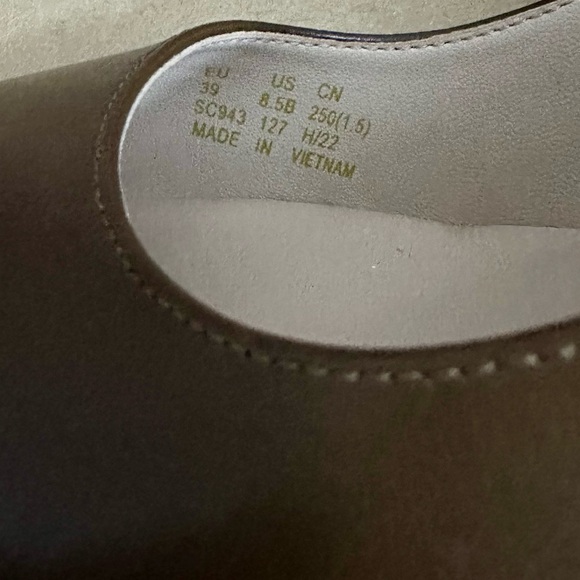 EU US CN
39 8.5B 250(1.5)
SC943 127 H/22
MADE IN VIETNAM